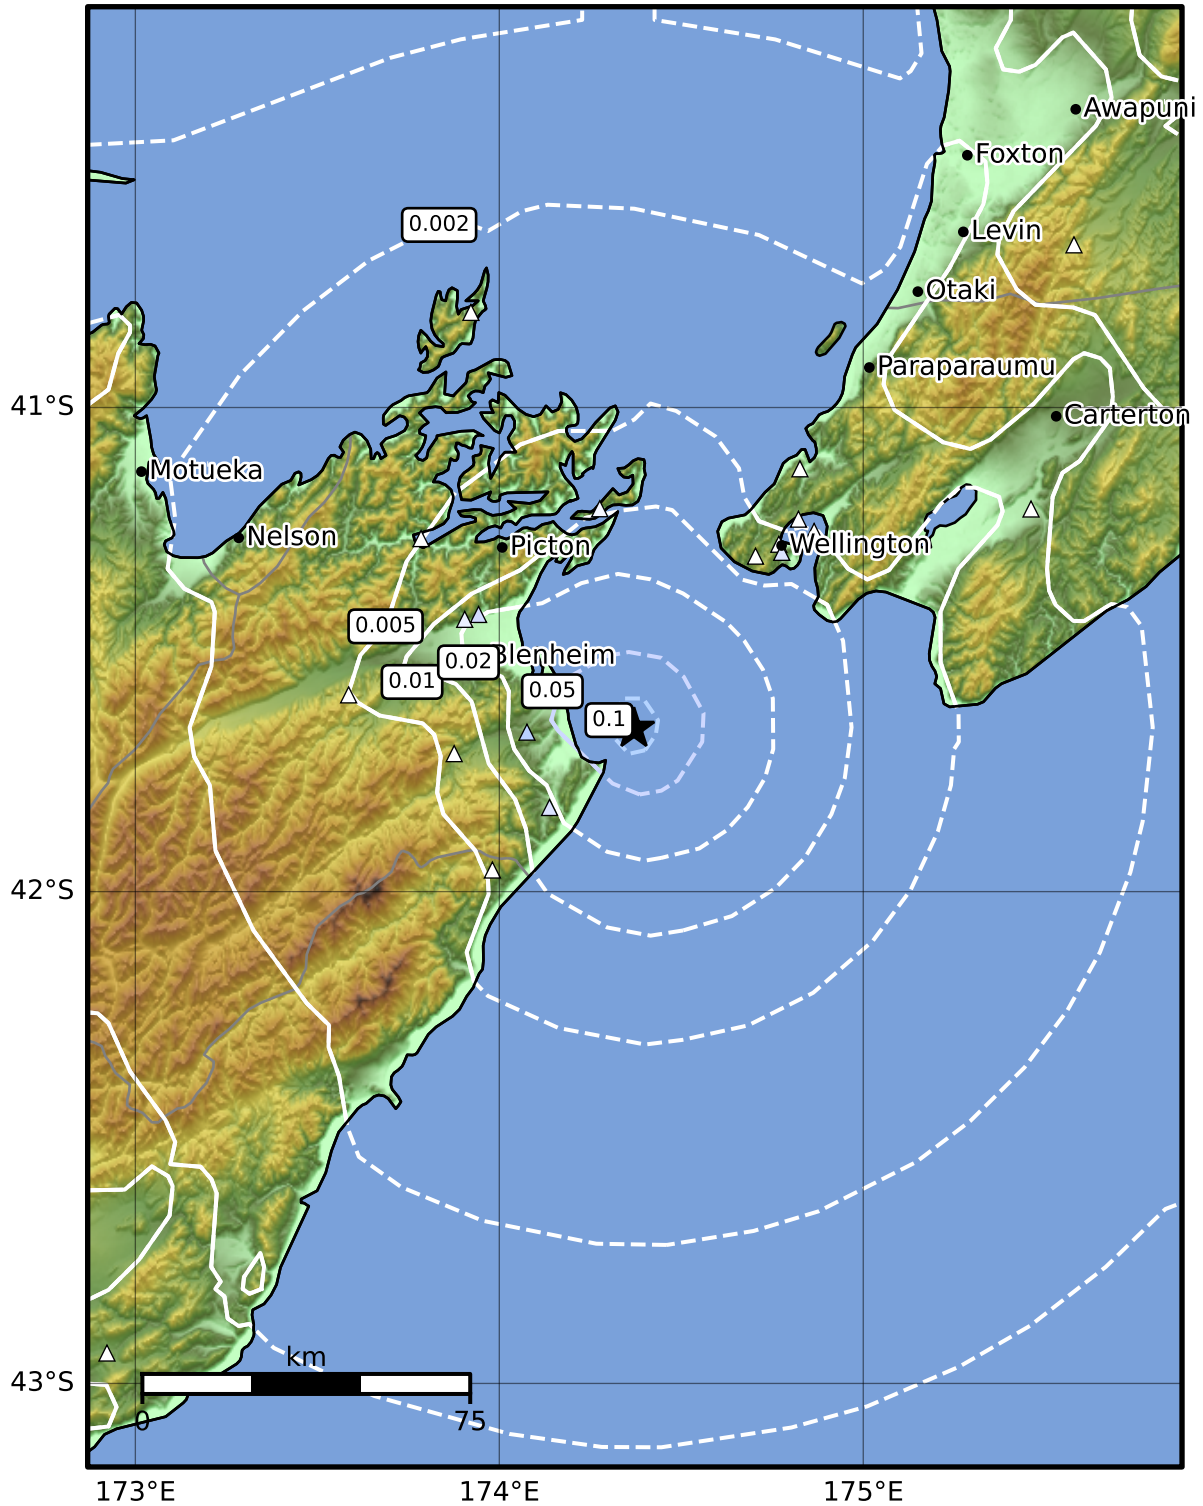 Awapuni
Foxton
0.002
Levin
Otaki
Paraparaumu
41°S
Carterton
Motueka
Nelson
Picton
Wellington
0.005
Blenheim
0.02
0.01
0.05
0.1
42°S
km
43°S
0
75
173°E
174°E
175°E